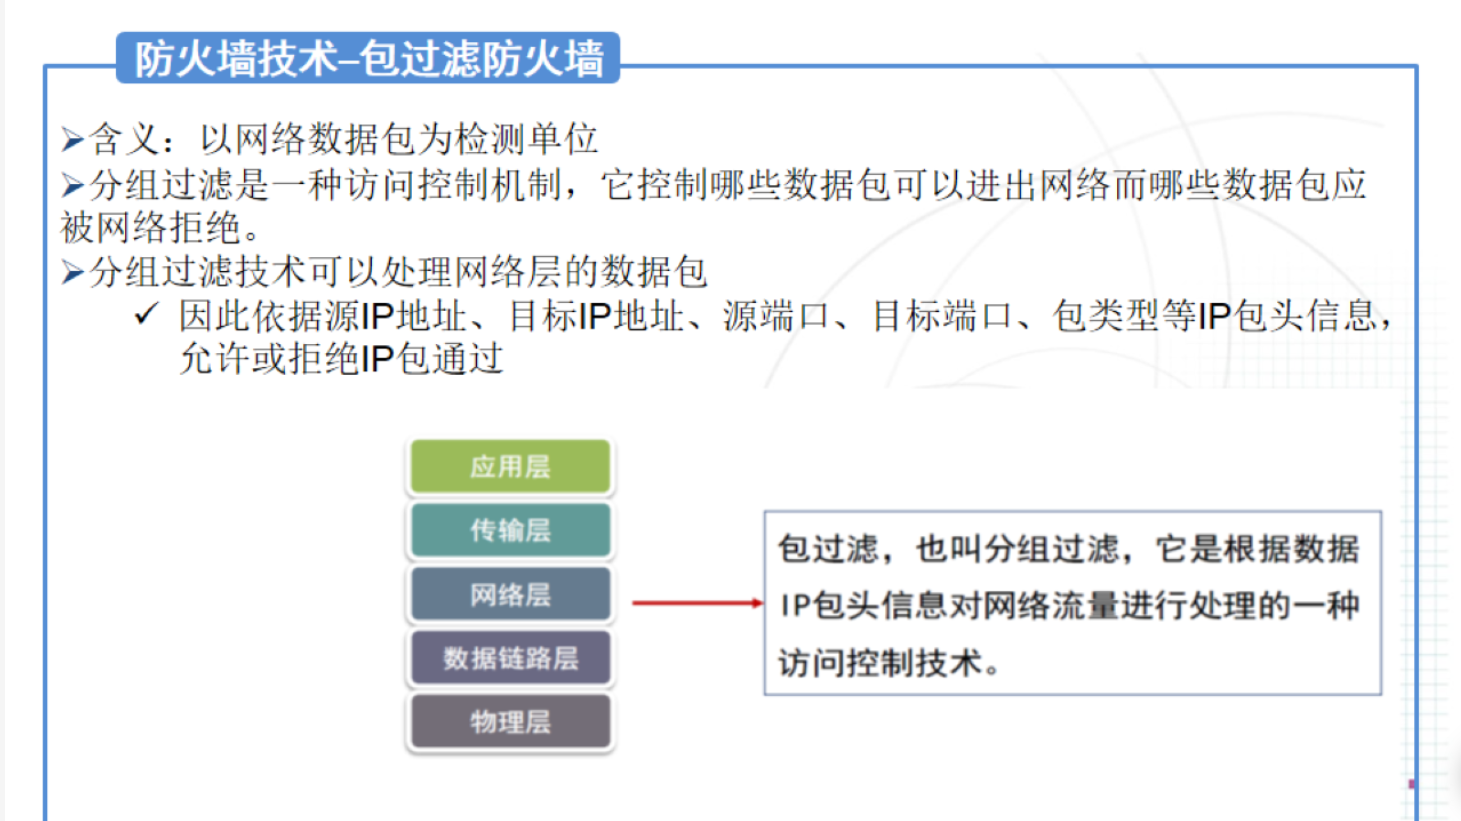 防火墙技术–包过滤防火墙
➢含义：以网络数据包为检测单位
➢分组过滤是一种访问控制机制，它控制哪些数据包可以进出网络而哪些数据包应
被网络拒绝。
➢分组过滤技术可以处理网络层的数据包
✓ 因此依据源IP地址、目标IP地址、源端口、目标端口、包类型等IP包头信息，
允许或拒绝IP包通过
应用层
传输层
网络层
数据链路层
物理层
包过滤，也叫分组过滤，它是根据数据
IP包头信息对网络流量进行处理的一种
访问控制技术。